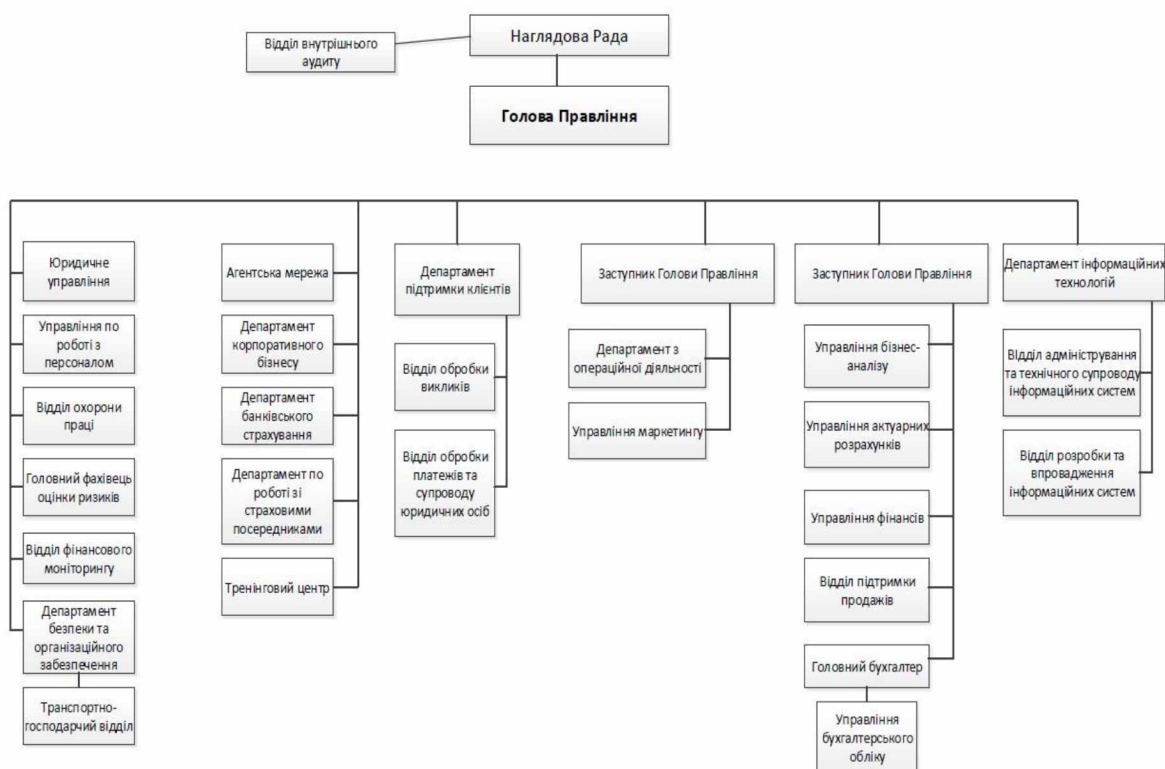 Наглядова Рада
Відділ внутрішнього
аудиту
Голова Правління
Юридичне
управління
Управління по
роботі з
персоналом
Відділ охорони
праці
Головний фахівець
оцінки ризиків
Відділ фінансового
моніторингу
Департамент
безпеки та
організаційного
забезпечення
Транспортно-
господарчий відділ
Агентська мережа
Департамент
корпоративного
бізнесу
Департамент
банківського
страхування
Департамент по
роботі зі
страховими
посередниками
Тренінговий центр
Департамент
підтримки клієнтів
Відділ обробки
викликів
Відділ обробки
платежів та
супроводу
юридичних осіб
Заступник Голови Правління
Департамент з
операційної діяльності
Управління маркетингу
Заступник Голови Правління
Управління бізнес-
аналізу
Управління актуарних
розрахунків
Управління фінансів
Відділ підтримки
продажів
Головний бухгалтер
Управління
бухгалтерського
обліку
Департамент інформаційних
технологій
Відділ адміністрування
та технічного супроводу
інформаційних систем
Відділ розробки та
впровадження
інформаційних систем